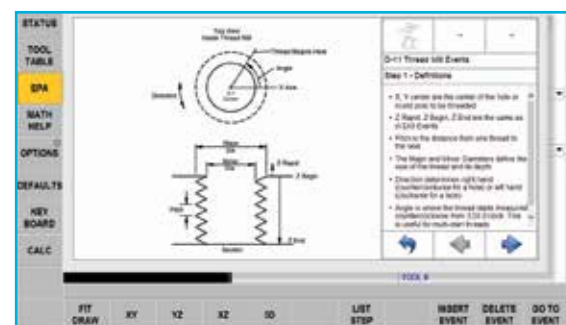 STATUS
TOOL
TABLE
EPA
MATH
HELP
OPTIONS
DEFAULTS
KEY
BOARD
CALC
Top View
Inside Thread Mill
Thread Begins Here
Angle
X Axis
Direction
Major
Dia
Minor
Dia
Z Rapid
Z Begin
Pitch
Z End
Section
D-11 Thread Mill Events
Step 1 - Definitions
• X, Y center are the center of the hole or
round part to be threaded
• Z Rapid, Z Begin, Z End are the same as
in Drill Events
• Pitch is the distance from one thread to
the next
• The Major and Minor Diameters define the
size of the thread and its depth
• Direction determines right hand
(counterclockwise for a hole) or left hand
(clockwise for a hole)
• Angle is where the thread starts measured
counterclockwise from 3:00 o'clock. This
is useful for multi-start threads
TOOL #
FIT
DRAW
XY
YZ
XZ
3D
LIST
STEP
INSERT
EVENT
DELETE
EVENT
GO TO
EVENT